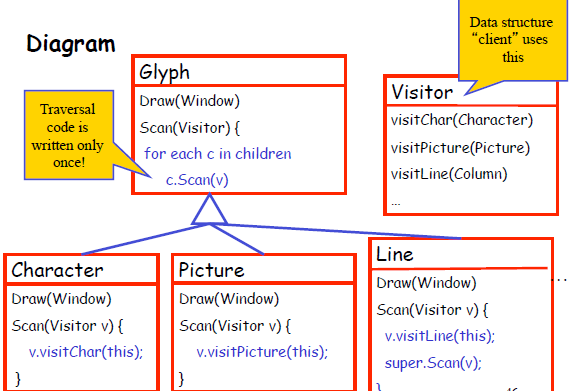 Diagram
Data structure
“client” uses
this
Traversal
code is
written only
once!
Glyph
Draw(Window)
Scan(Visitor) {
for each c in children
c.Scan(v)
Visitor
visitChar(Character)
visitPicture(Picture)
visitLine(Column)
...
Character
Draw(Window)
Scan(Visitor v) {
v.visitChar(this);
}
Picture
Draw(Window)
Scan(Visitor v) {
v.visitPicture(this);
}
Line
Draw(Window)
Scan(Visitor v) {
v.visitLine(this);
super.Scan(v);
}
...